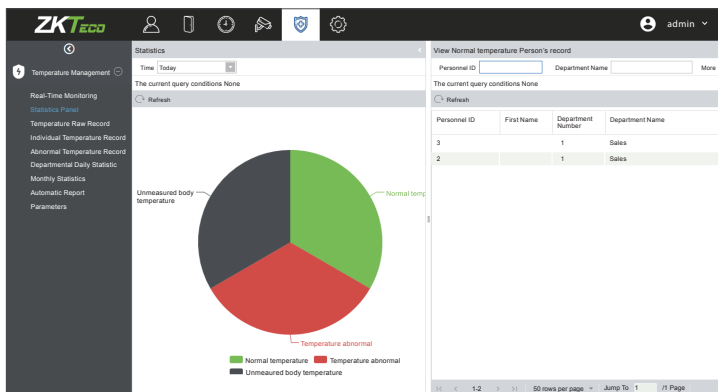 ZKTECO
admin
Temperature Management
Real-Time Monitoring
Statistics Panel
Temperature Raw Record
Individual Temperature Record
Abnormal Temperature Record
Departmental Daily Statistic
Monthly Statistics
Automatic Report
Parameters
Statistics
Time Today
The current query conditions None
Refresh
Unmeasured body
temperature
Normal temp
Temperature abnormal
Normal temperature Temperature abnormal
Unmeaured body temperature
View Normal temperature Person's record
Personnel ID Department Name More
The current query conditions None
Refresh
Personnel ID First Name Department Number Department Name
3 1 Sales
2 1 Sales
1-2 50 rows per page Jump To 1 /1 Page